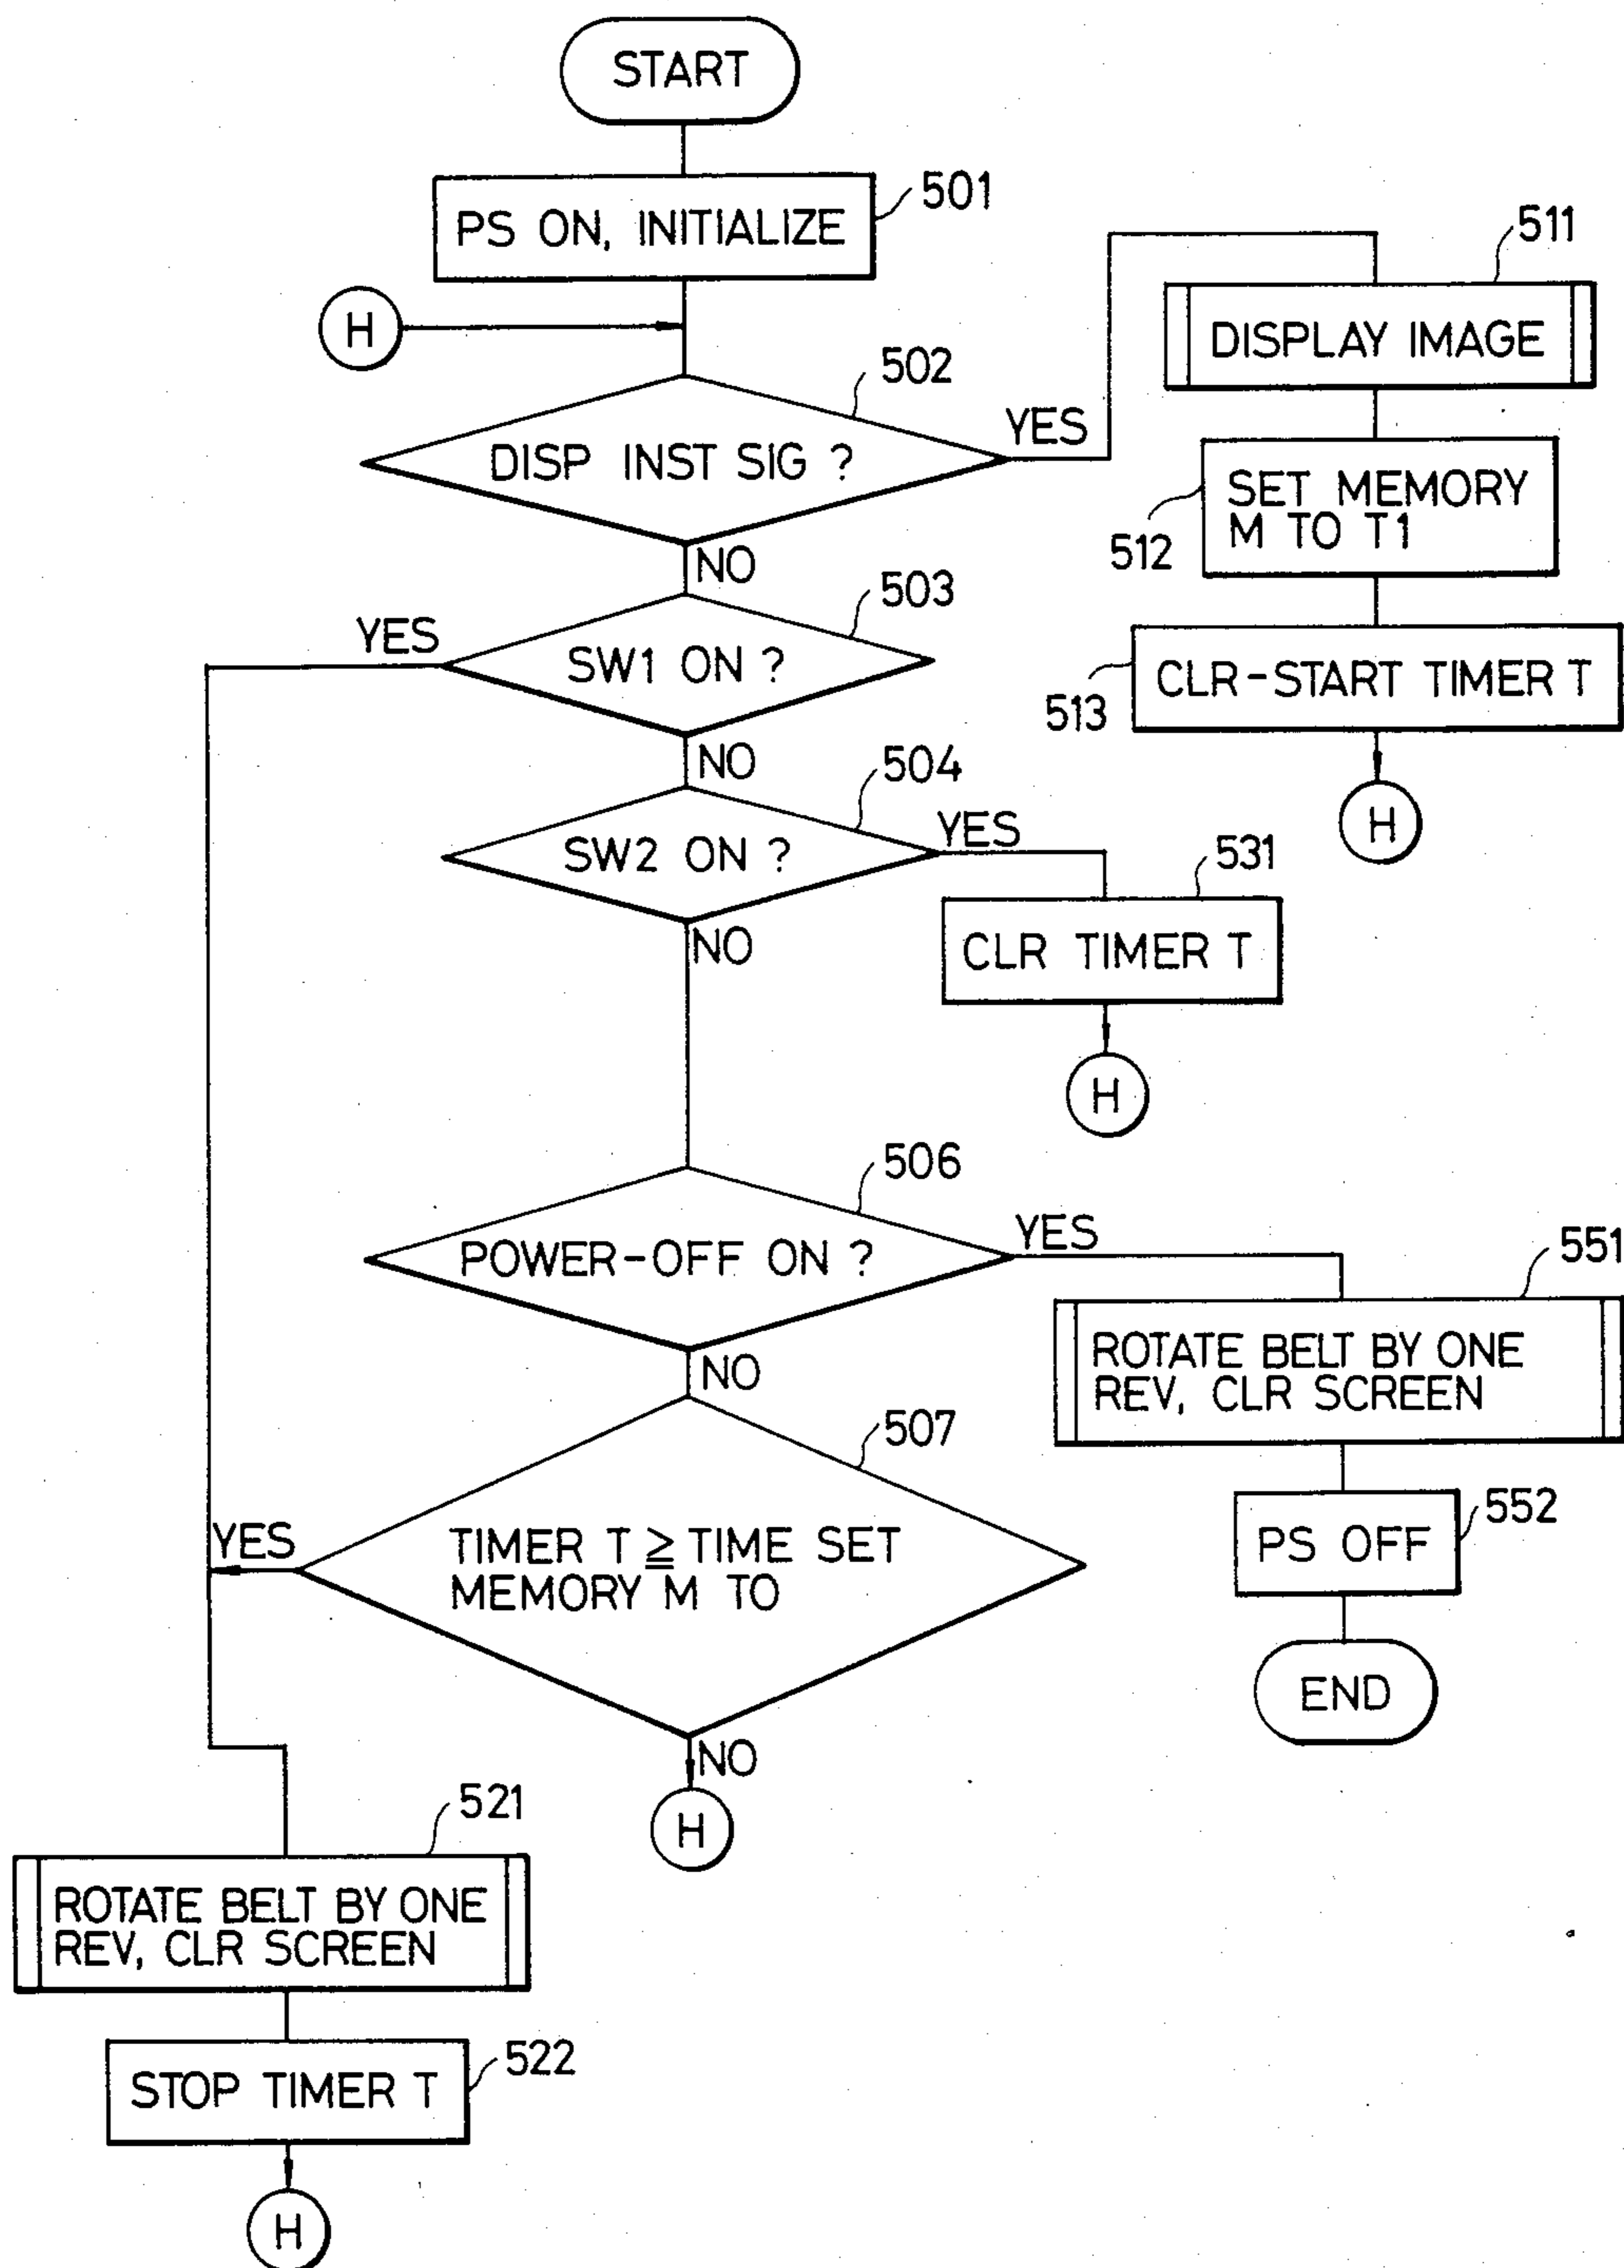 START
PS ON, INITIALIZE
501
H
511
DISPLAY IMAGE
502
DISP INST SIG ?
YES
NO
SET MEMORY
M TO T1
512
503
YES
SW1 ON ?
NO
CLR-START TIMER T
513
H
504
SW2 ON ?
YES
NO
531
CLR TIMER T
H
506
POWER-OFF ON ?
YES
NO
551
ROTATE BELT BY ONE
REV, CLR SCREEN
507
YES
TIMER T ≧ TIME SET
MEMORY M TO
NO
H
552
PS OFF
END
521
ROTATE BELT BY ONE
REV, CLR SCREEN
522
STOP TIMER T
H